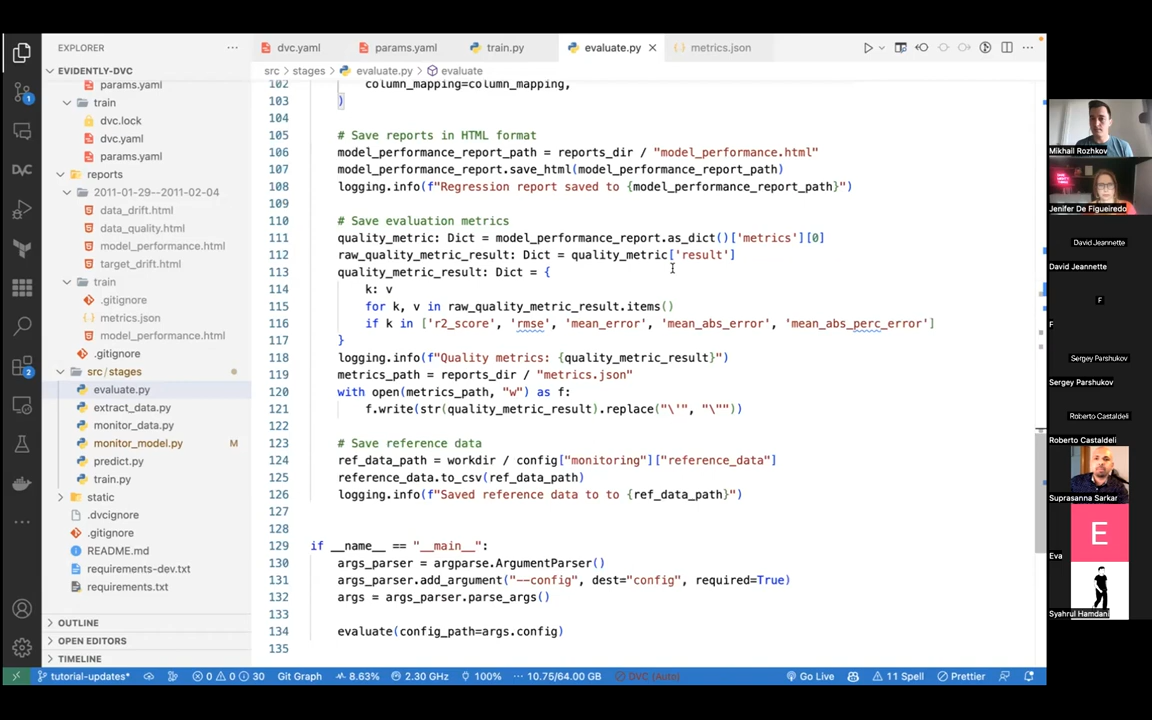 EXPLORER
EVIDENTLY-DVC
params.yaml
train
dvc.lock
dvc.yaml
params.yaml
reports
2011-01-29--2011-02-04
data_drift.html
data_quality.html
model_performance.html
target_drift.html
train
.gitignore
metrics.json
model_performance.html
.gitignore
src/stages
evaluate.py
extract_data.py
monitor_data.py
monitor_model.py M
predict.py
train.py
static
.dvcignore
.gitignore
README.md
requirements-dev.txt
requirements.txt
OUTLINE
OPEN EDITORS
TIMELINE
DVC
1
2
dvc.yaml params.yaml train.py evaluate.py metrics.json
src > stages > evaluate.py > evaluate
102 column_mapping=column_mapping,
103 )
104
105 # Save reports in HTML format
106 model_performance_report_path = reports_dir / "model_performance.html"
107 model_performance_report.save_html(model_performance_report_path)
108 logging.info(f"Regression report saved to {model_performance_report_path}")
109
110 # Save evaluation metrics
111 quality_metric: Dict = model_performance_report.as_dict()['metrics'][0]
112 raw_quality_metric_result: Dict = quality_metric['result']
113 quality_metric_result: Dict = {
114 k: v
115 for k, v in raw_quality_metric_result.items()
116 if k in ['r2_score', 'rmse', 'mean_error', 'mean_abs_error', 'mean_abs_perc_error']
117 }
118 logging.info(f"Quality metrics: {quality_metric_result}")
119 metrics_path = reports_dir / "metrics.json"
120 with open(metrics_path, "w") as f:
121 f.write(str(quality_metric_result).replace("\'", "\""))
122
123 # Save reference data
124 ref_data_path = workdir / config["monitoring"]["reference_data"]
125 reference_data.to_csv(ref_data_path)
126 logging.info(f"Saved reference data to to {ref_data_path}")
127
128
129 if __name__ == "__main__":
130 args_parser = argparse.ArgumentParser()
131 args_parser.add_argument("--config", dest="config", required=True)
132 args = args_parser.parse_args()
133
134 evaluate(config_path=args.config)
135
tutorial-updates* 0 0 30 Git Graph 8.63% 2.30 GHz 100% 10.75/64.00 GB DVC (Auto) Go Live 11 Spell Prettier
Mikhail Rozhkov
Jenifer De Figueiredo
David Jeannette
David Jeannette
F
F
Sergey Parshukov
Sergey Parshukov
Roberto Castaldeli
Roberto Castaldeli
Suprasanna Sarkar
E
Eva
Syahrul Hamdani